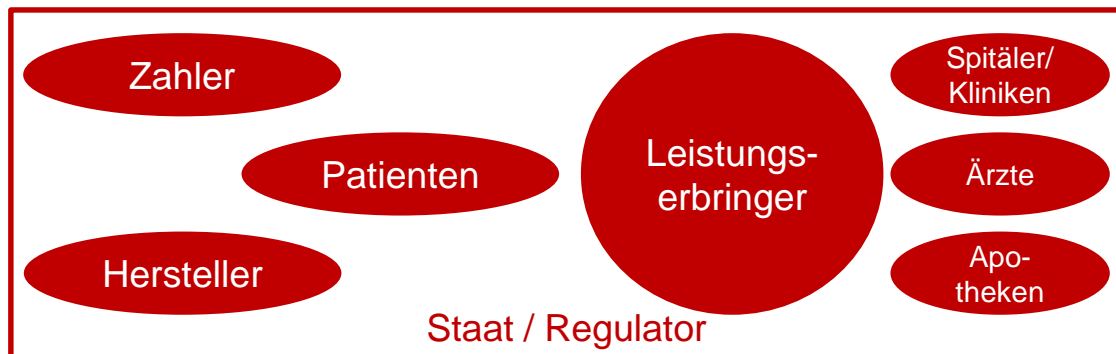 Zahler
Patienten
Hersteller
Leistungs-
erbringer
Spitäler/
Kliniken
Ärzte
Apo-
theken
Staat / Regulator